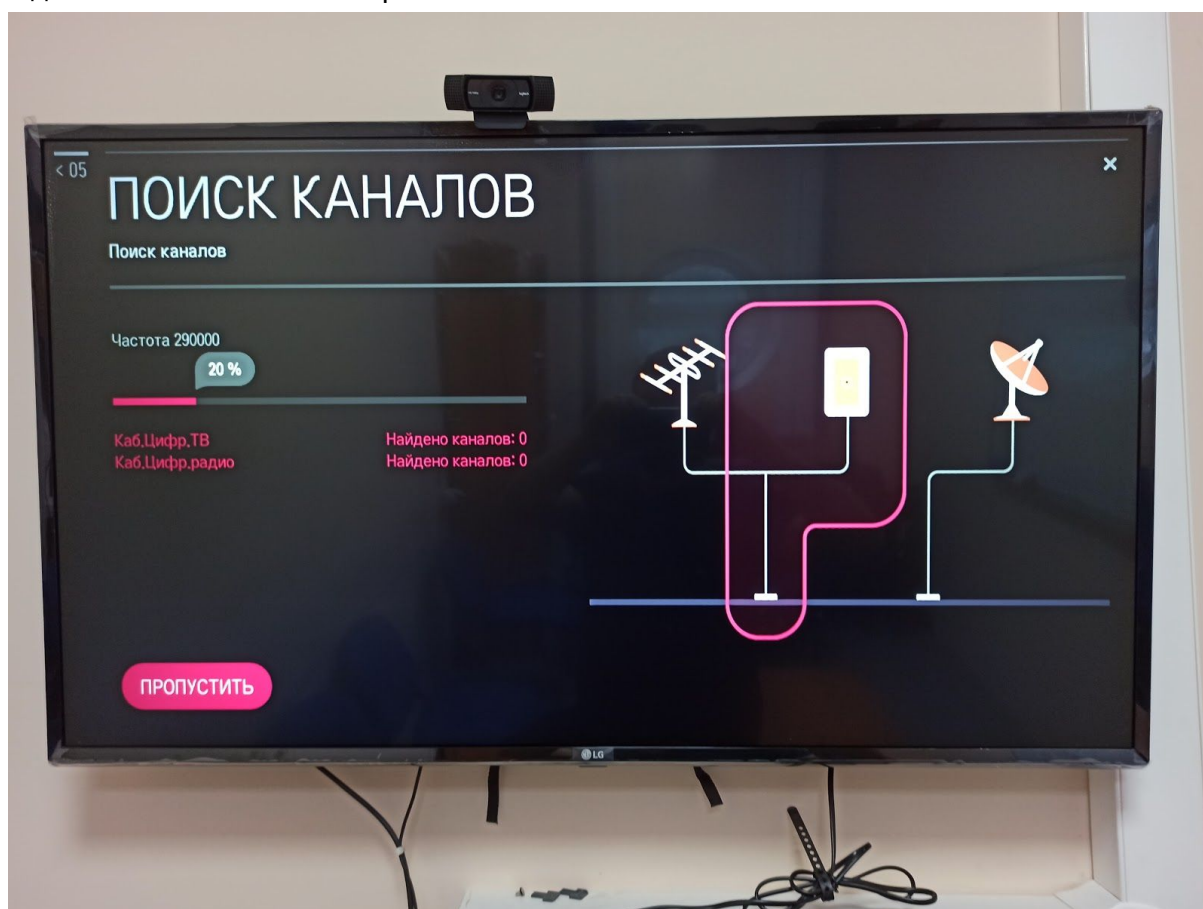 < 05
ПОИСК КАНАЛОВ
Поиск каналов
Частота 290000
20 %
Каб.Цифр.ТВ Найдено каналов: 0
Каб.Цифр.радио Найдено каналов: 0
ПРОПУСТИТЬ
LG